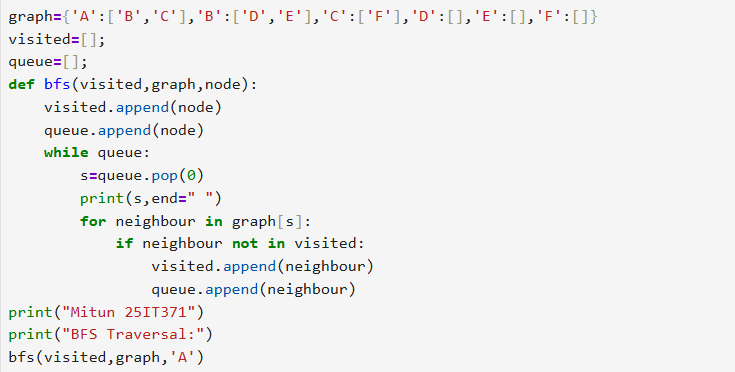 graph={'A':['B','C'],'B':['D','E'],'C':['F'],'D':[],'E':[],'F':[]}
visited=[];
queue=[];
def bfs(visited,graph,node):
    visited.append(node)
    queue.append(node)
    while queue:
        s=queue.pop(0)
        print(s,end=" ")
        for neighbour in graph[s]:
            if neighbour not in visited:
                visited.append(neighbour)
                queue.append(neighbour)
print("Mitun 25IT371")
print("BFS Traversal:")
bfs(visited,graph,'A')